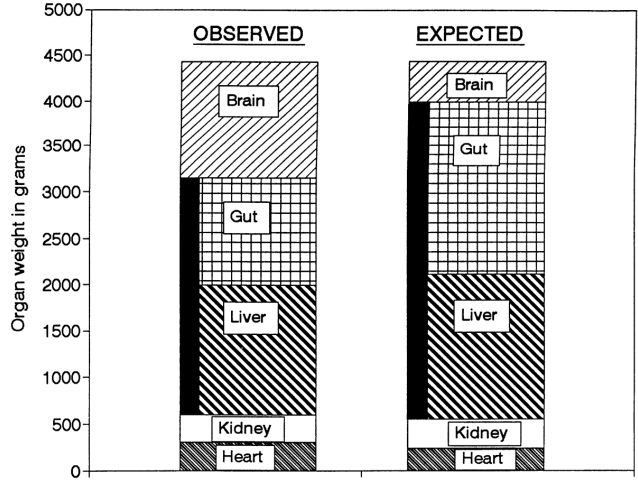 5000
4500
4000
3500
3000
2500
2000
1500
1000
500
0
Organ weight in grams
OBSERVED
Brain
Gut
Liver
Kidney
Heart
EXPECTED
Brain
Gut
Liver
Kidney
Heart